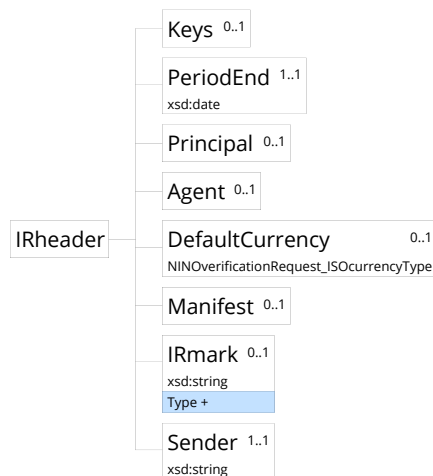 Keys 0..1
PeriodEnd 1..1
xsd:date
Principal 0..1
Agent 0..1
IRheader
DefaultCurrency 0..1
NINOverificationRequest_ISOcurrencyType
Manifest 0..1
IRmark 0..1
xsd:string
Type +
Sender 1..1
xsd:string